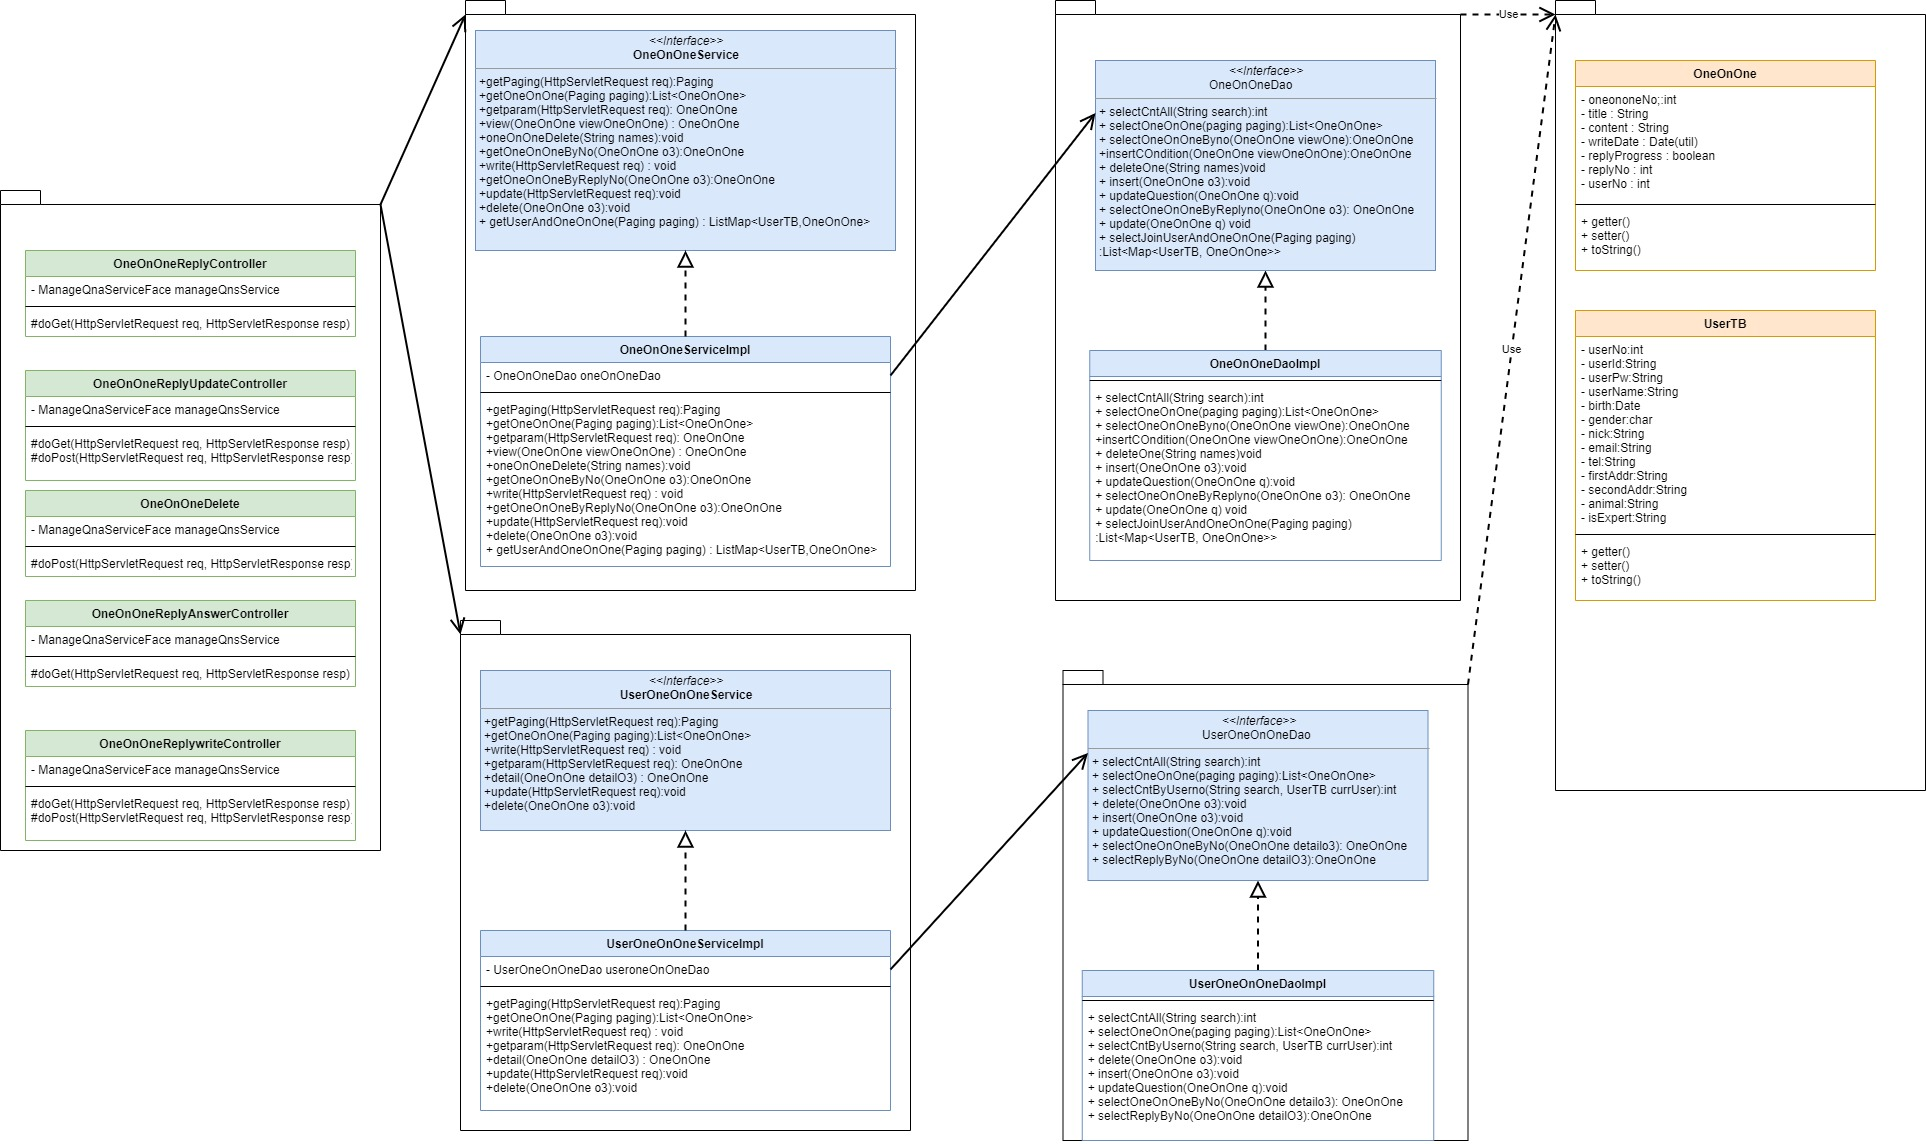 OneOnOneReplyController
- ManageQnaServiceFace manageQnsService
#doGet(HttpServletRequest req, HttpServletResponse resp)
OneOnOneReplyUpdateController
- ManageQnaServiceFace manageQnsService
#doGet(HttpServletRequest req, HttpServletResponse resp)
#doPost(HttpServletRequest req, HttpServletResponse resp
OneOnOneDelete
- ManageQnaServiceFace manageQnsService
#doPost(HttpServletRequest req, HttpServletResponse resp
OneOnOneReplyAnswerController
- ManageQnaServiceFace manageQnsService
#doGet(HttpServletRequest req, HttpServletResponse resp)
OneOnOneReplywriteController
- ManageQnaServiceFace manageQnsService
#doGet(HttpServletRequest req, HttpServletResponse resp)
#doPost(HttpServletRequest req, HttpServletResponse resp
<<Interface>>
OneOnOneService
+getPaging(HttpServletRequest req):Paging
+getOneOnOne(Paging paging):List<OneOnOne>
+getparam(HttpServletRequest req): OneOnOne
+view(OneOnOne viewOneOnOne) : OneOnOne
+oneOnOneDelete(String names):void
+getOneOnOneByNo(OneOnOne o3):OneOnOne
+write(HttpServletRequest req) : void
+getOneOnOneByReplyNo(OneOnOne o3):OneOnOne
+update(HttpServletRequest req):void
+delete(OneOnOne o3):void
+ getUserAndOneOnOne(Paging paging) : ListMap<UserTB,OneOnOne>
OneOnOneServiceImpl
- OneOnOneDao oneOnOneDao
+getPaging(HttpServletRequest req):Paging
+getOneOnOne(Paging paging):List<OneOnOne>
+getparam(HttpServletRequest req): OneOnOne
+view(OneOnOne viewOneOnOne) : OneOnOne
+oneOnOneDelete(String names):void
+getOneOnOneByNo(OneOnOne o3):OneOnOne
+write(HttpServletRequest req) : void
+getOneOnOneByReplyNo(OneOnOne o3):OneOnOne
+update(HttpServletRequest req):void
+delete(OneOnOne o3):void
+ getUserAndOneOnOne(Paging paging) : ListMap<UserTB,OneOnOne>
<<Interface>>
UserOneOnOneService
+getPaging(HttpServletRequest req):Paging
+getOneOnOne(Paging paging):List<OneOnOne>
+write(HttpServletRequest req) : void
+getparam(HttpServletRequest req): OneOnOne
+detail(OneOnOne detailO3) : OneOnOne
+update(HttpServletRequest req):void
+delete(OneOnOne o3):void
UserOneOnOneServiceImpl
- UserOneOnOneDao useroneOnOneDao
+getPaging(HttpServletRequest req):Paging
+getOneOnOne(Paging paging):List<OneOnOne>
+write(HttpServletRequest req) : void
+getparam(HttpServletRequest req): OneOnOne
+detail(OneOnOne detailO3) : OneOnOne
+update(HttpServletRequest req):void
+delete(OneOnOne o3):void
<<Interface>>
OneOnOneDao
+ selectCntAll(String search):int
+ selectOneOnOne(paging paging):List<OneOnOne>
+ selectOneOnOneByno(OneOnOne viewOne):OneOnOne
+insertCOndition(OneOnOne viewOneOnOne):OneOnOne
+ deleteOne(String names)void
+ insert(OneOnOne o3):void
+ updateQuestion(OneOnOne q):void
+ selectOneOnOneByReplyno(OneOnOne o3): OneOnOne
+ update(OneOnOne q) void
+ selectJoinUserAndOneOnOne(Paging paging)
:List<Map<UserTB, OneOnOne>>
OneOnOneDaoImpl
+ selectCntAll(String search):int
+ selectOneOnOne(paging paging):List<OneOnOne>
+ selectOneOnOneByno(OneOnOne viewOne):OneOnOne
+insertCOndition(OneOnOne viewOneOnOne):OneOnOne
+ deleteOne(String names)void
+ insert(OneOnOne o3):void
+ updateQuestion(OneOnOne q):void
+ selectOneOnOneByReplyno(OneOnOne o3): OneOnOne
+ update(OneOnOne q) void
+ selectJoinUserAndOneOnOne(Paging paging)
:List<Map<UserTB, OneOnOne>>
<<Interface>>
UserOneOnOneDao
+ selectCntAll(String search):int
+ selectOneOnOne(paging paging):List<OneOnOne>
+ selectCntByUserno(String search, UserTB currUser):int
+ delete(OneOnOne o3):void
+ insert(OneOnOne o3):void
+ updateQuestion(OneOnOne q):void
+ selectOneOnOneByNo(OneOnOne detailo3): OneOnOne
+ selectReplyByNo(OneOnOne detailO3):OneOnOne
UserOneOnOneDaoImpl
+ selectCntAll(String search):int
+ selectOneOnOne(paging paging):List<OneOnOne>
+ selectCntByUserno(String search, UserTB currUser):int
+ delete(OneOnOne o3):void
+ insert(OneOnOne o3):void
+ updateQuestion(OneOnOne q):void
+ selectOneOnOneByNo(OneOnOne detailo3): OneOnOne
+ selectReplyByNo(OneOnOne detailO3):OneOnOne
Use
Use
OneOnOne
- oneononeNo;:int
- title : String
- content : String
- writeDate : Date(util)
- replyProgress : boolean
- replyNo : int
- userNo : int
+ getter()
+ setter()
+ toString()
UserTB
- userNo:int
- userId:String
- userPw:String
- userName:String
- birth:Date
- gender:char
- nick:String
- email:String
- tel:String
- firstAddr:String
- secondAddr:String
- animal:String
- isExpert:String
+ getter()
+ setter()
+ toString()